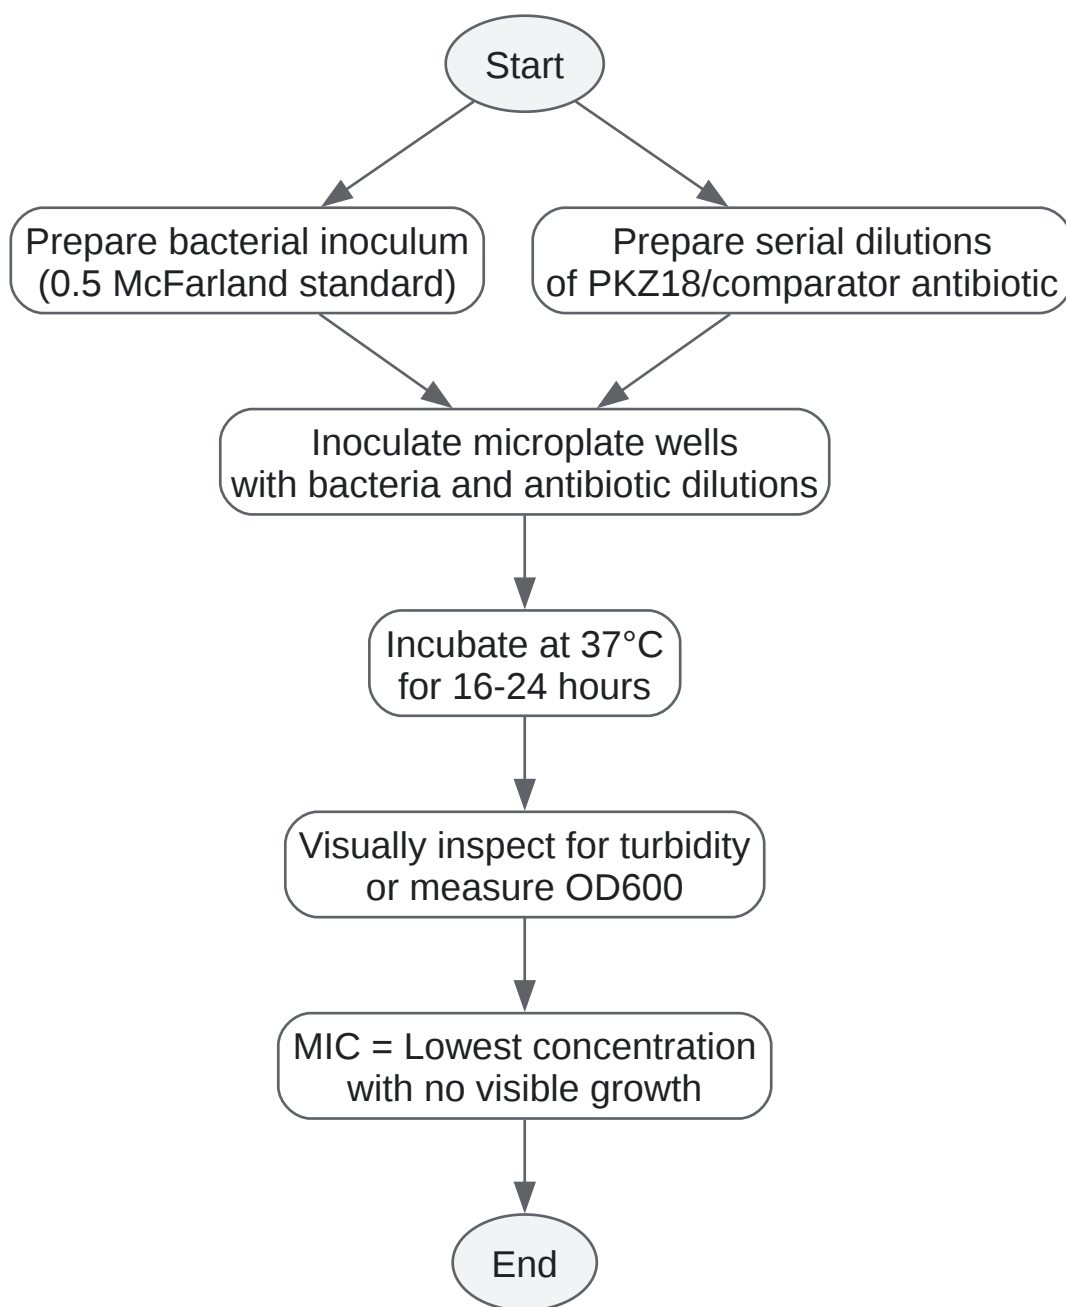 Start
Prepare bacterial inoculum
(0.5 McFarland standard)
Prepare serial dilutions
of PKZ18/comparator antibiotic
Inoculate microplate wells
with bacteria and antibiotic dilutions
Incubate at 37°C
for 16-24 hours
Visually inspect for turbidity
or measure OD600
MIC = Lowest concentration
with no visible growth
End